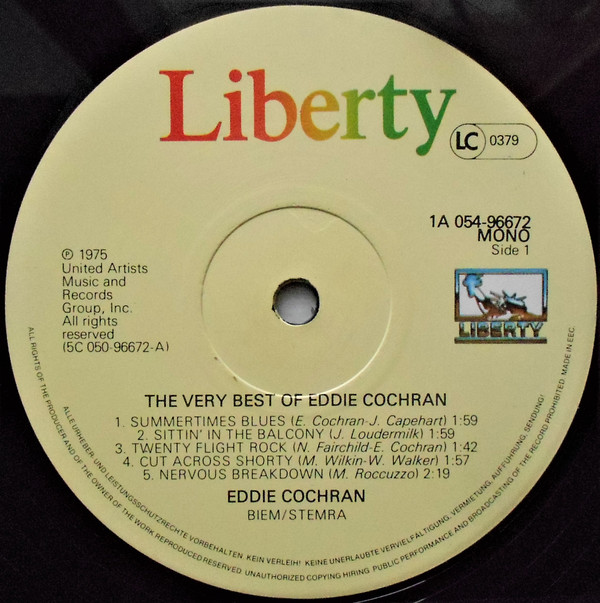 Liberty
LC 0379
1A 054-96672
MONO
Side 1
℗ 1975
United Artists
Music and
Records
Group, Inc.
All rights
reserved
(5C 050-96672-A)
LIBERTY
THE VERY BEST OF EDDIE COCHRAN
1. SUMMERTIMES BLUES (E. Cochran-J. Capehart) 1:59
2. SITTIN' IN THE BALCONY (J. Loudermilk) 1:59
3. TWENTY FLIGHT ROCK (N. Fairchild-E. Cochran) 1:42
4. CUT ACROSS SHORTY (M. Wilkin-W. Walker) 1:57
5. NERVOUS BREAKDOWN (M. Roccuzzo) 2:19
EDDIE COCHRAN
BIEM/STEMRA
ALLE URHEBER- UND LEISTUNGSSCHUTZRECHTE VORBEHALTEN. KEIN VERLEIH! KEINE UNERLAUBTE VERVIELFÄLTIGUNG, VERMIETUNG, AUFFÜHRUNG, SENDUNG!
ALL RIGHTS OF THE PRODUCER AND OF THE OWNER OF THE WORK REPRODUCED RESERVED. UNAUTHORIZED COPYING HIRING, PUBLIC PERFORMANCE AND BROADCASTING OF THE RECORD PROHIBITED. MADE IN EEC.